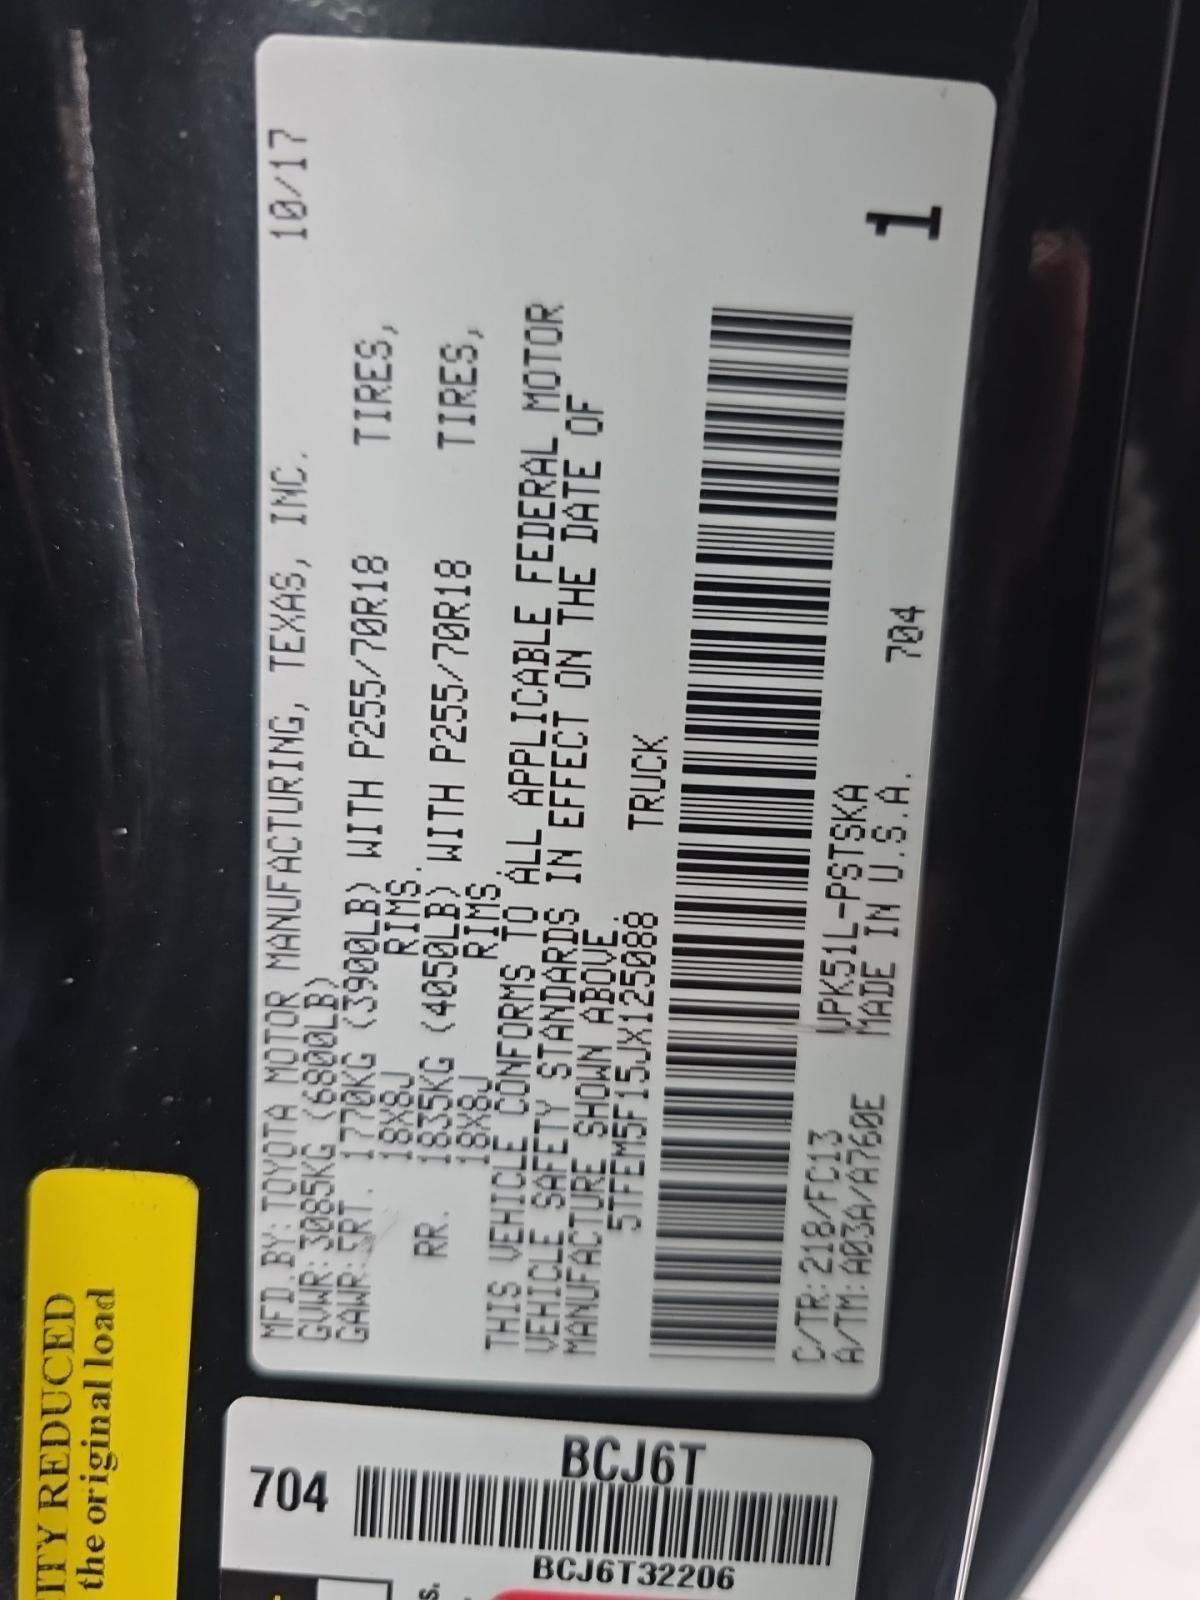 MFD.BY:TOYOTA MOTOR MANUFACTURING, TEXAS, INC. 10/17
GVWR:3085KG (6800LB)
GAWR:FRT. 1770KG (3900LB) WITH P255/70R18 TIRES,
18X8J RIMS.
RR. 1835KG (4050LB) WITH P255/70R18 TIRES,
18X8J RIMS.
THIS VEHICLE CONFORMS TO ALL APPLICABLE FEDERAL MOTOR
VEHICLE SAFETY STANDARDS IN EFFECT ON THE DATE OF
MANUFACTURE SHOWN ABOVE.
5TFEM5F15JX125088 TRUCK
C/TR:218/FC13 UPK51L-PSTSKA
A/TM:A03A/A760E MADE IN U.S.A. 704
1
ITY REDUCED
the original load
704
BCJ6T
BCJ6T32206
s.